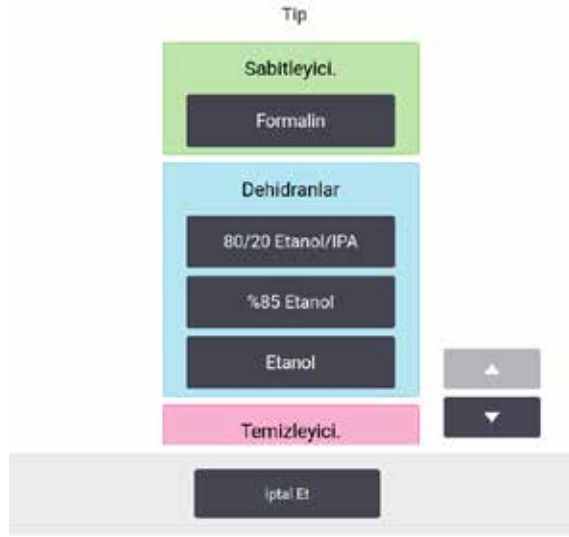 Tip
Sabitleyici.
Formalin
Dehidranlar
80/20 Etanol/IPA
%85 Etanol
Etanol
Temizleyici.
İptal Et